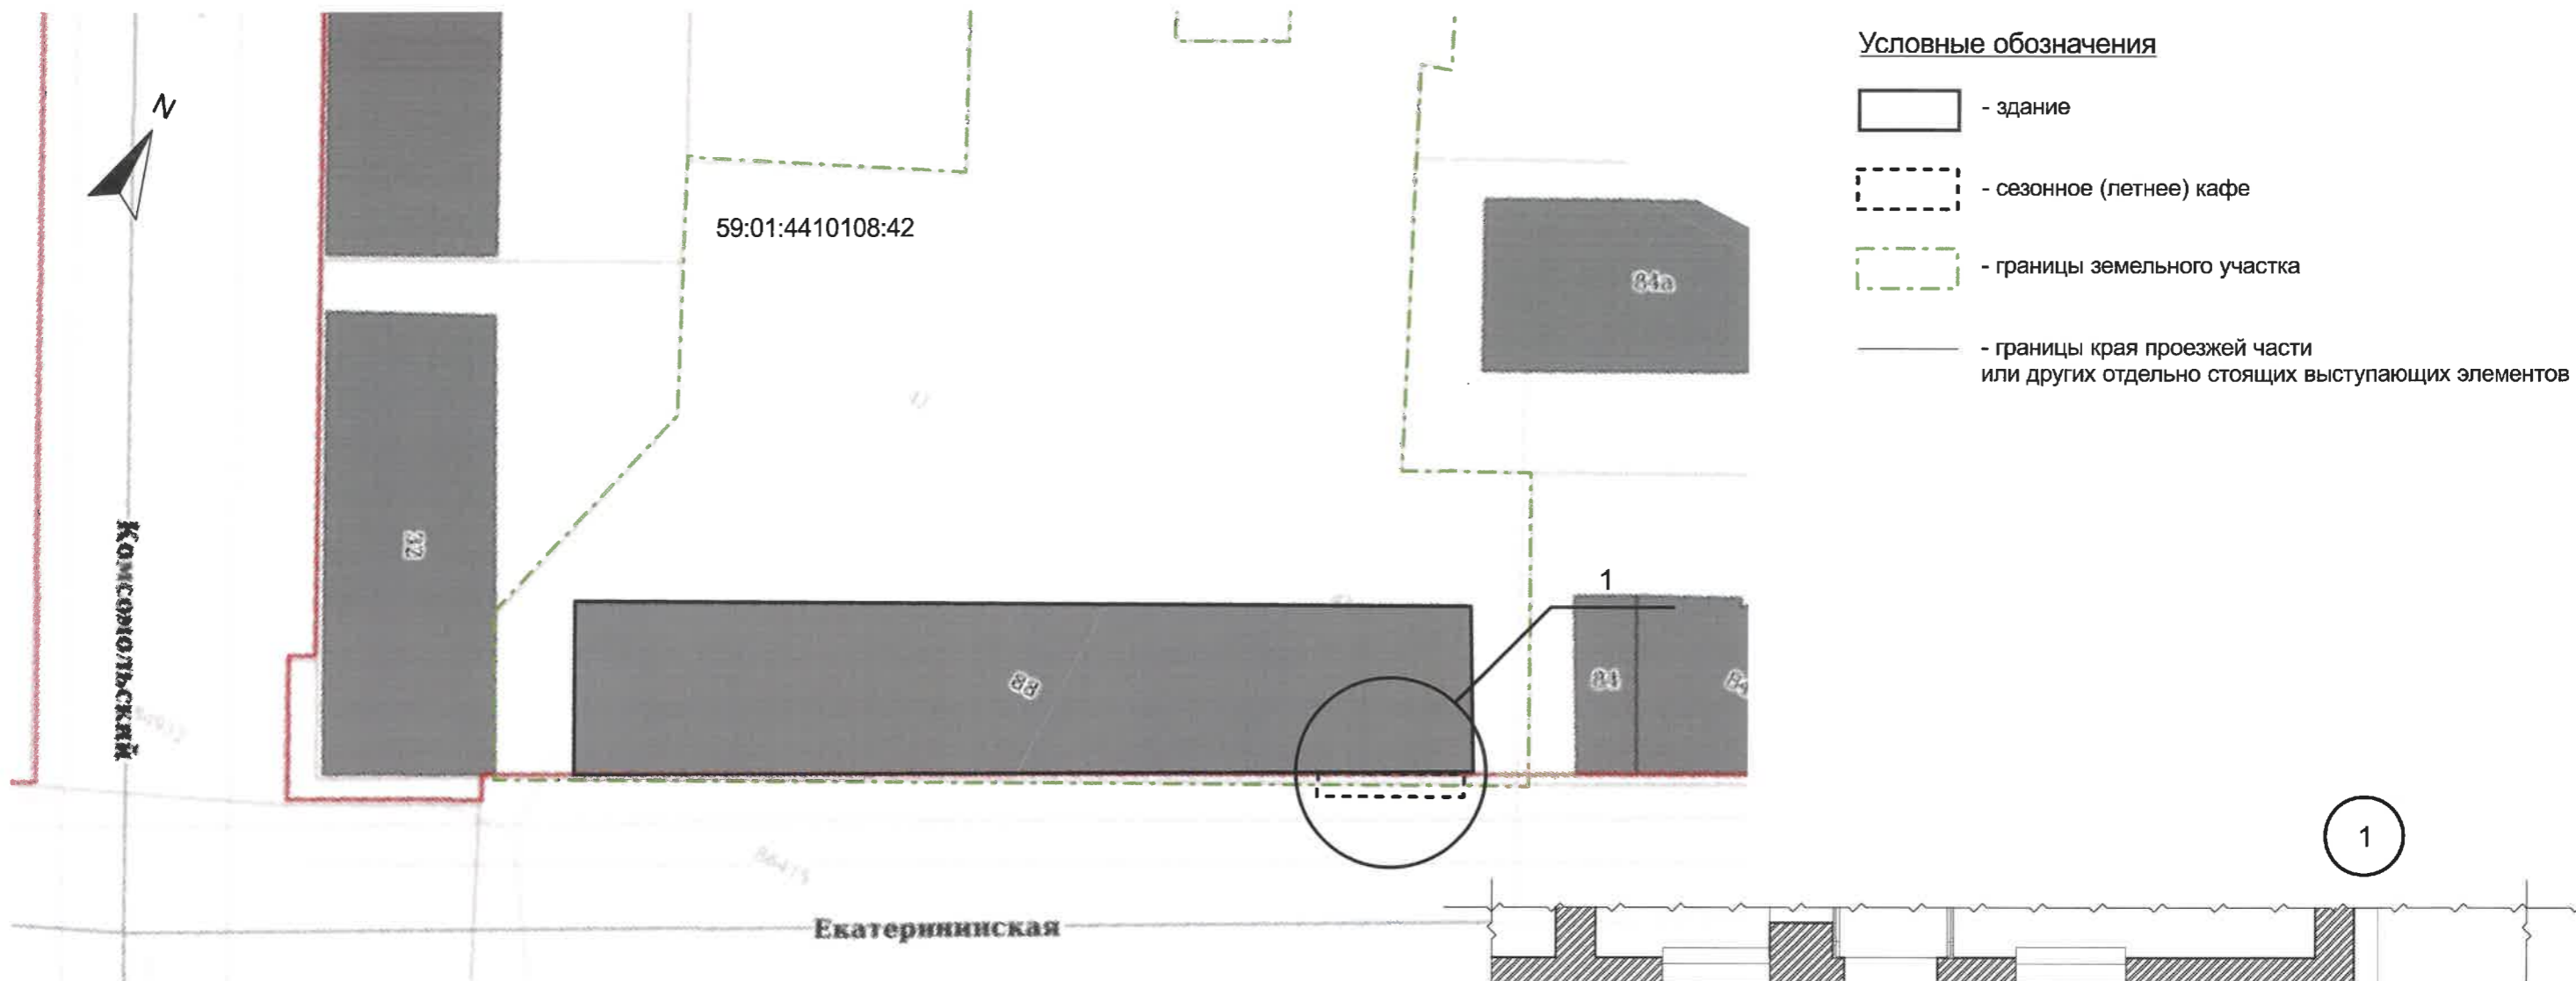 Условные обозначения
- здание
- сезонное (летнее) кафе
- границы земельного участка
- границы края проезжей части
или других отдельно стоящих выступающих элементов
N
59:01:4410108:42
84а
32
Комсомольский
88
1
84
84
Екатерининская
1